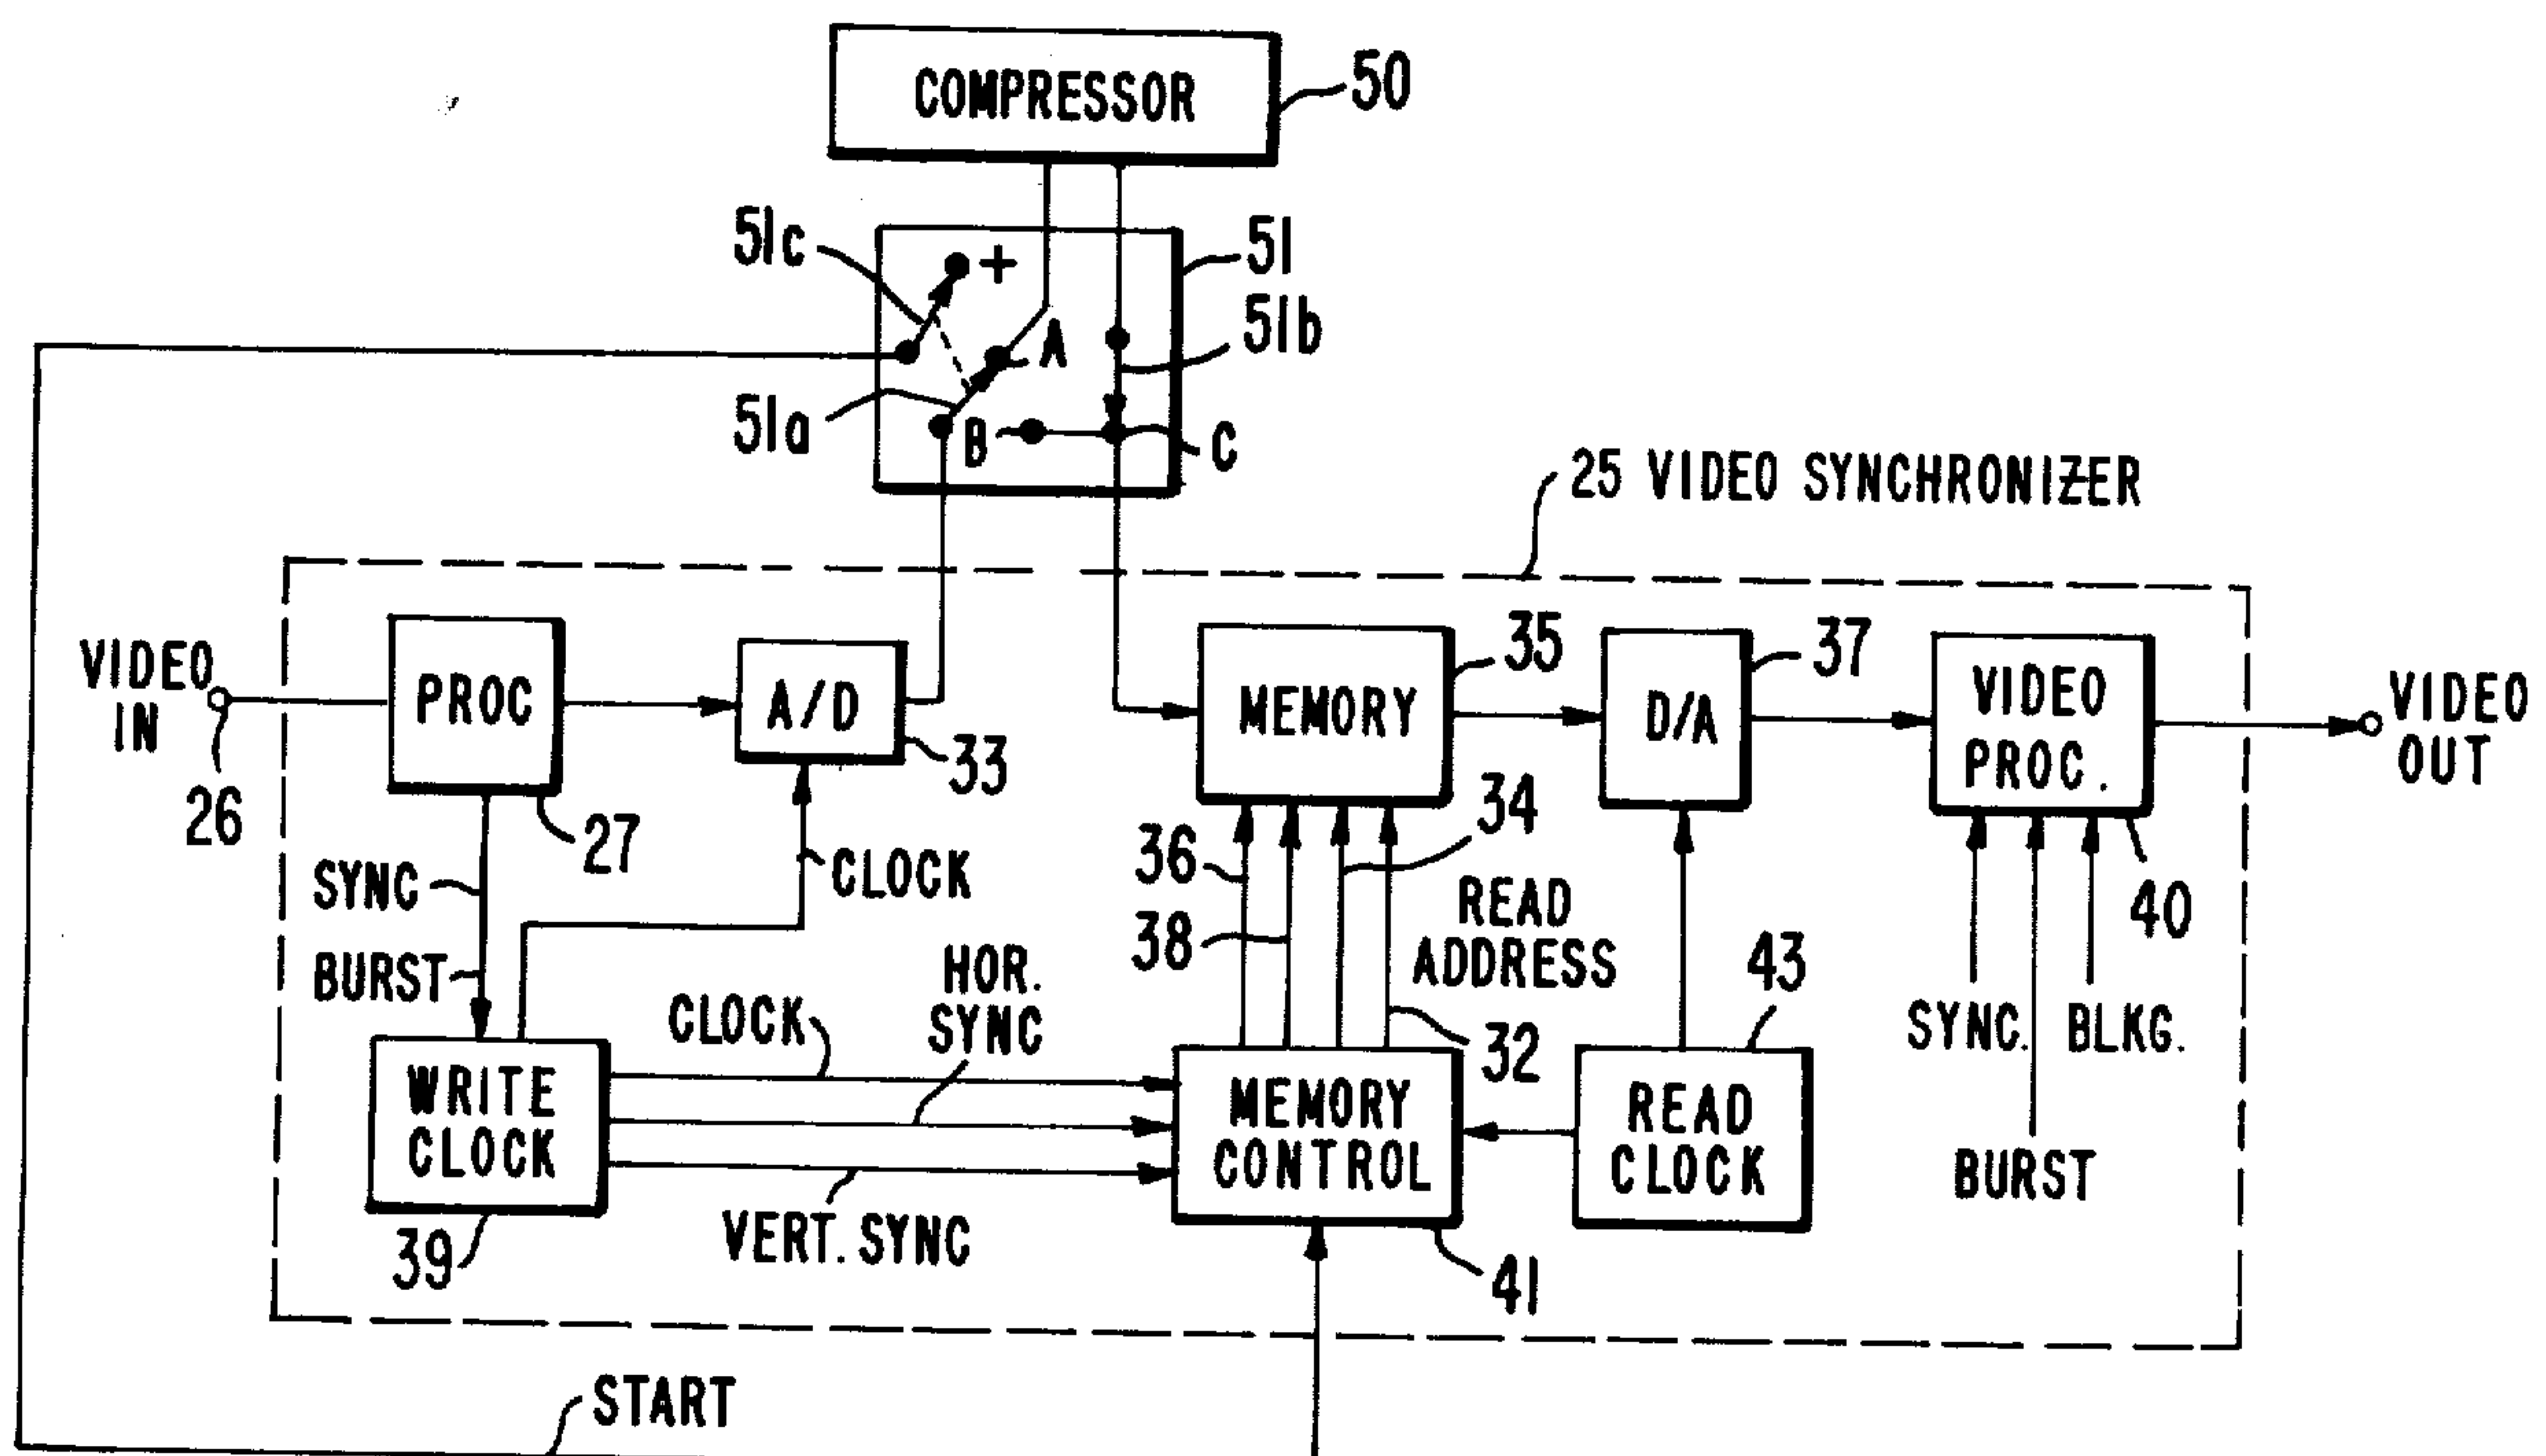 COMPRESSOR
50
51c
+
51
A
51b
51a
B
C
25 VIDEO SYNCHRONIZER
VIDEO
IN
26
PROC
27
A/D
33
MEMORY
35
D/A
37
VIDEO
PROC.
40
VIDEO
OUT
SYNC
BURST
CLOCK
36
38
34
READ
ADDRESS
32
43
SYNC.
BLKG.
BURST
WRITE
CLOCK
39
CLOCK
HOR.
SYNC
VERT. SYNC
MEMORY
CONTROL
41
READ
CLOCK
START